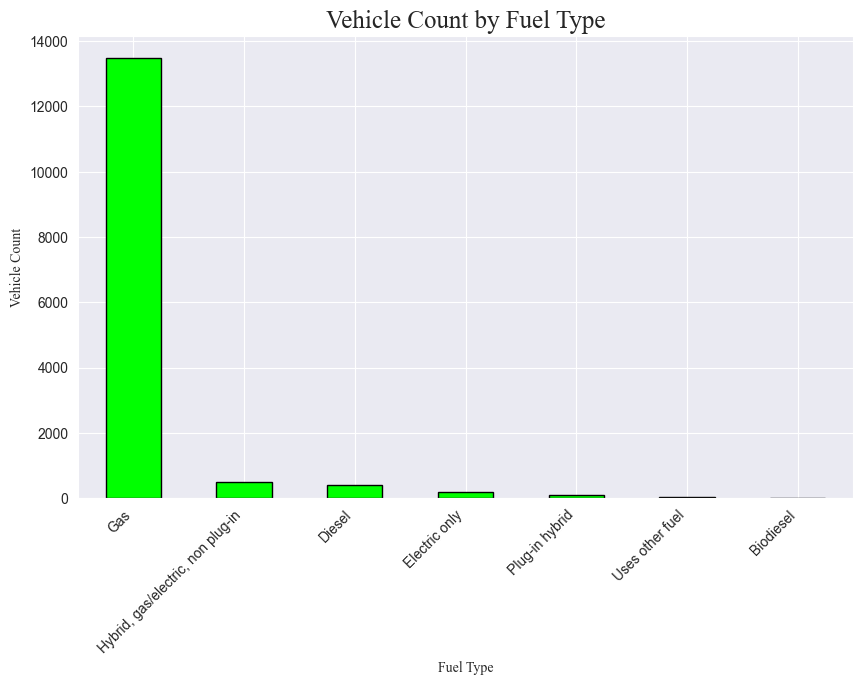 Vehicle Count by Fuel Type
14000
12000
10000
8000
6000
4000
2000
0
Vehicle Count
Gas
Hybrid, gas/electric, non plug-in
Diesel
Electric only
Plug-in hybrid
Uses other fuel
Biodiesel
Fuel Type